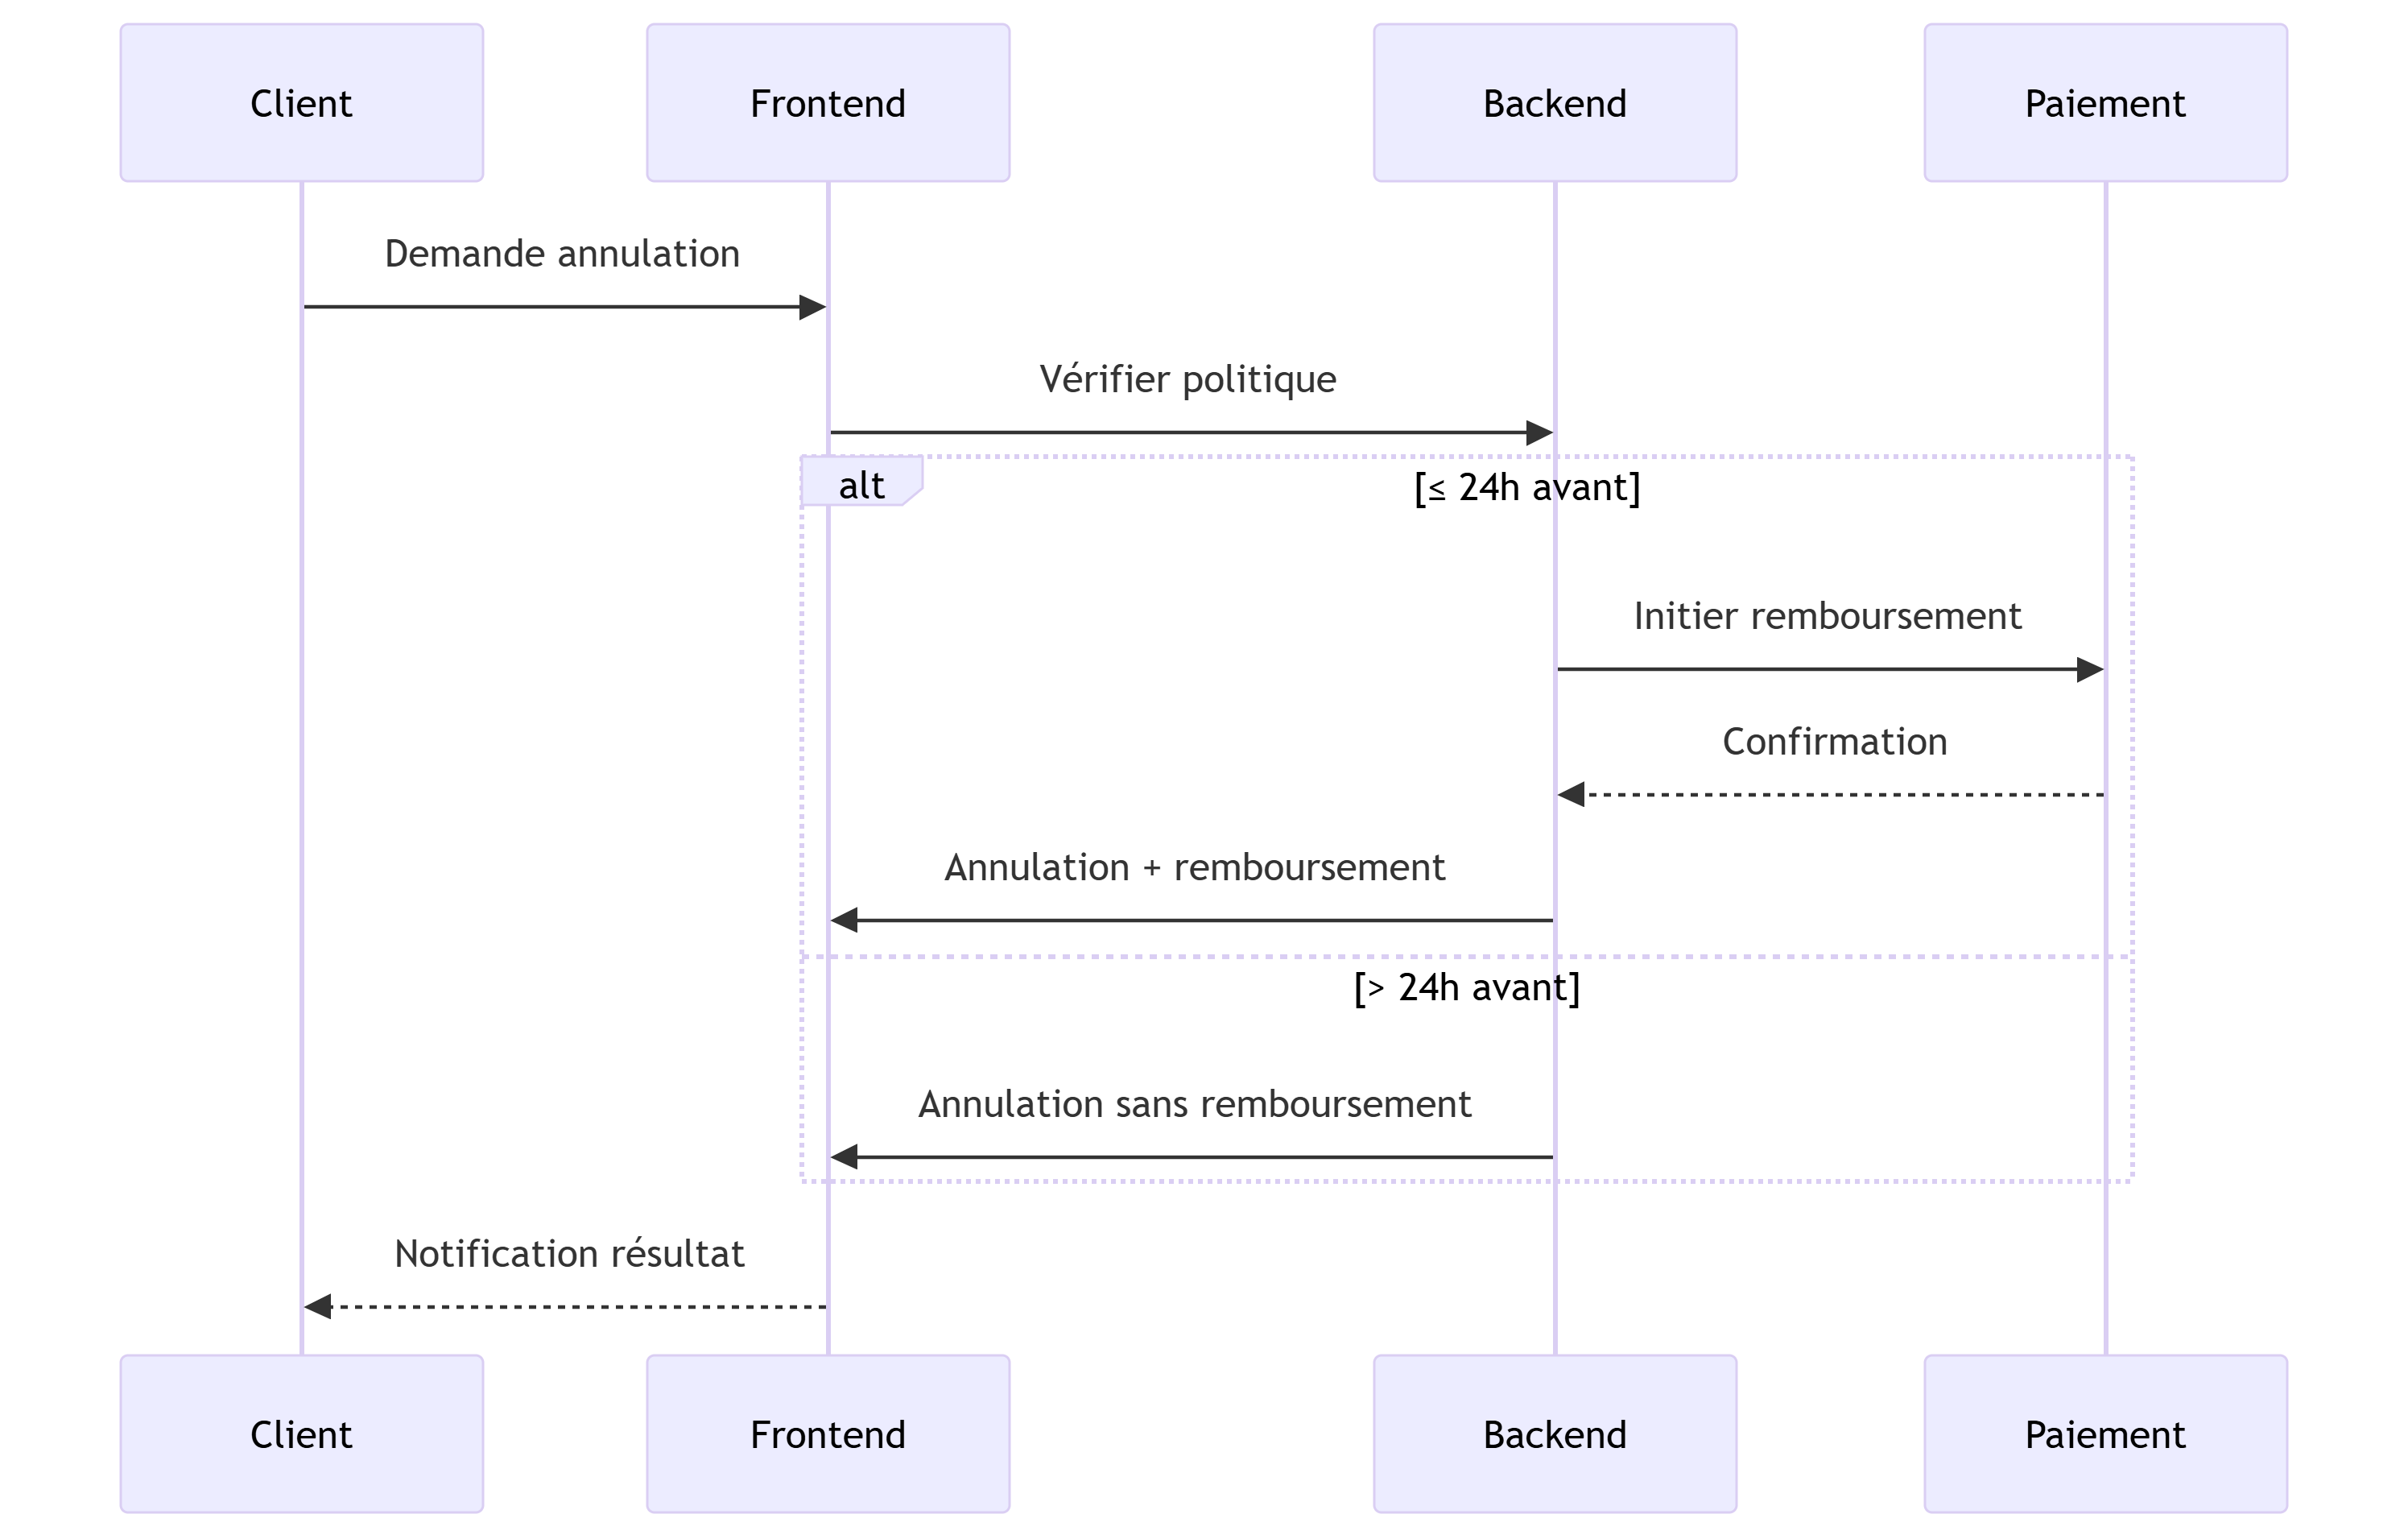 Client
Frontend
Backend
Paiement
Demande annulation
Vérifier politique
alt
[≤ 24h avant]
Initier remboursement
Confirmation
Annulation + remboursement
[> 24h avant]
Annulation sans remboursement
Notification résultat
Client
Frontend
Backend
Paiement